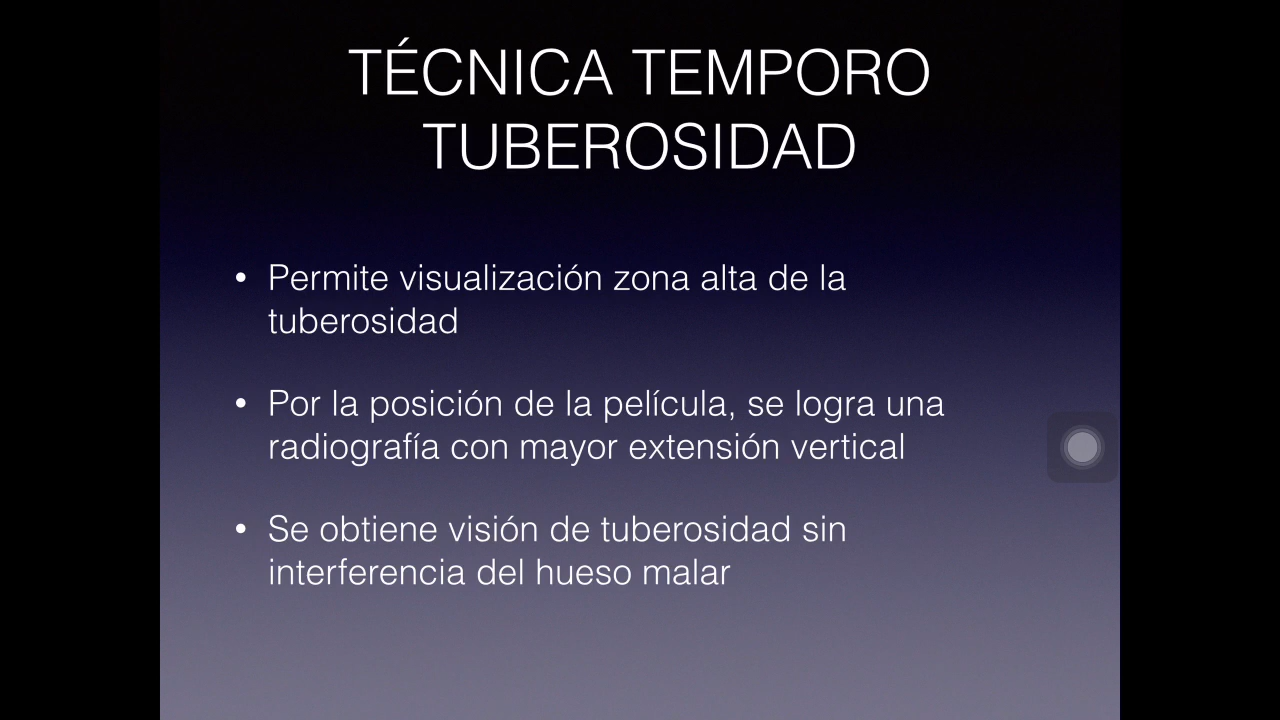 TÉCNICA TEMPORO
TUBEROSIDAD
• Permite visualización zona alta de la
tuberosidad
• Por la posición de la película, se logra una
radiografía con mayor extensión vertical
• Se obtiene visión de tuberosidad sin
interferencia del hueso malar